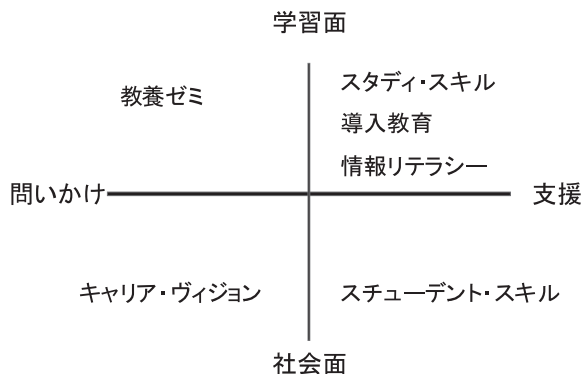 学習面
教養ゼミ
スタディ・スキル
導入教育
情報リテラシー
問いかけ
支援
キャリア・ヴィジョン
スチューデント・スキル
社会面